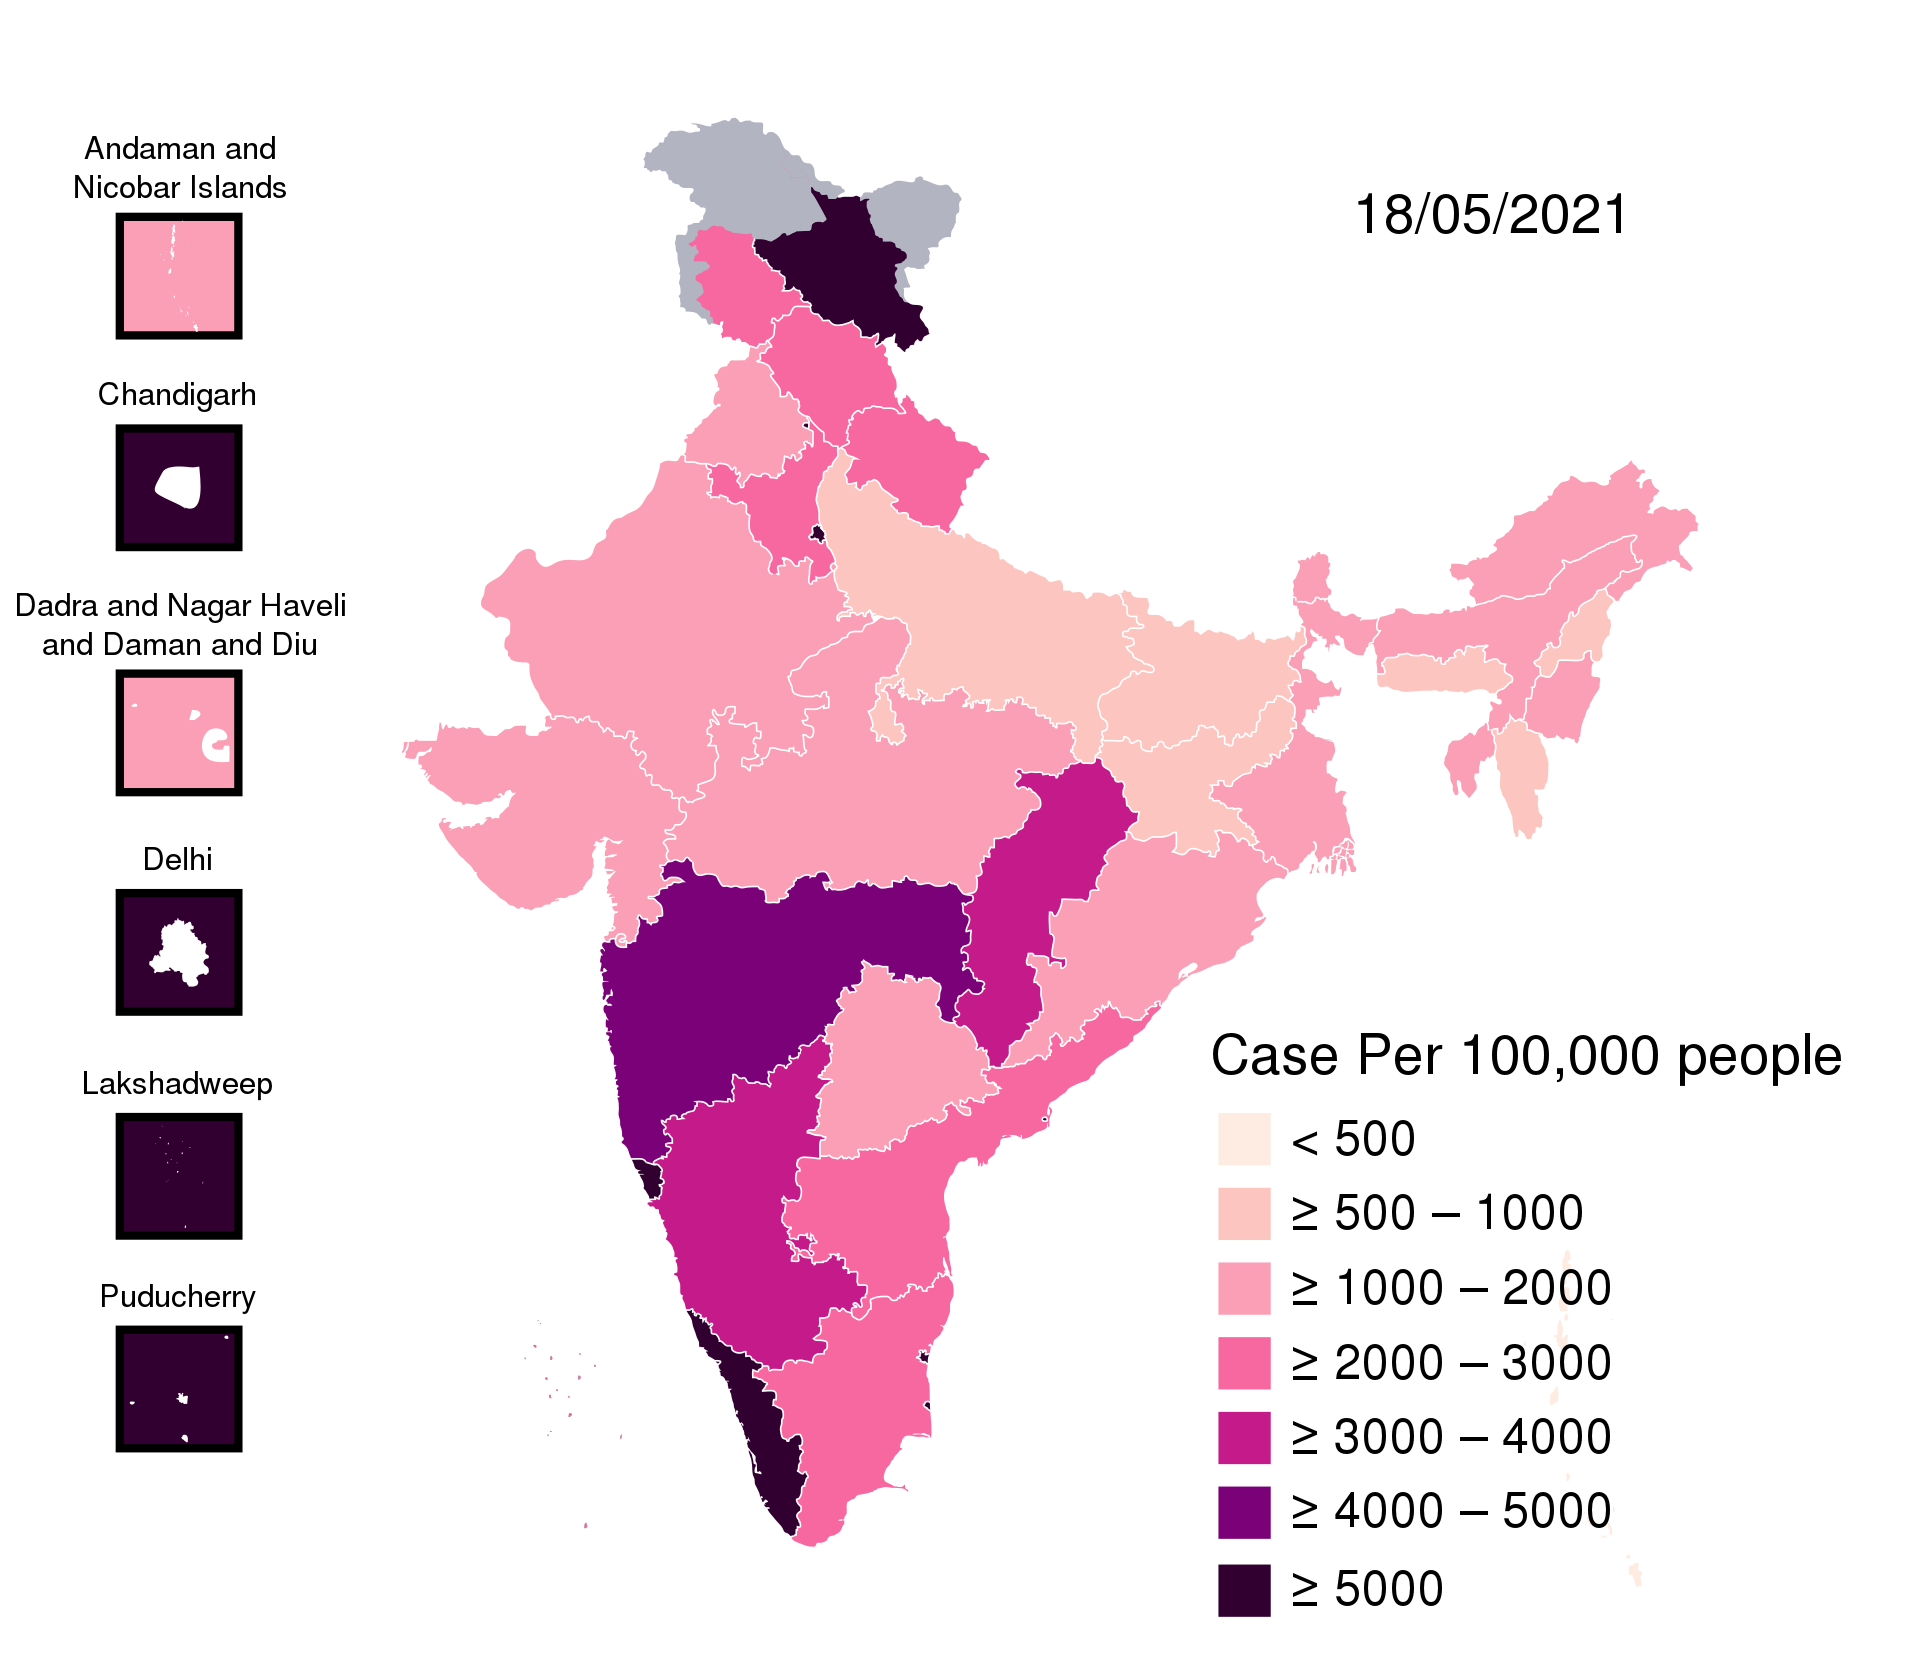 Andaman and
Nicobar Islands
Chandigarh
Dadra and Nagar Haveli
and Daman and Diu
Delhi
Lakshadweep
Puducherry
18/05/2021
Case Per 100,000 people
< 500
≥ 500 – 1000
≥ 1000 – 2000
≥ 2000 – 3000
≥ 3000 – 4000
≥ 4000 – 5000
≥ 5000